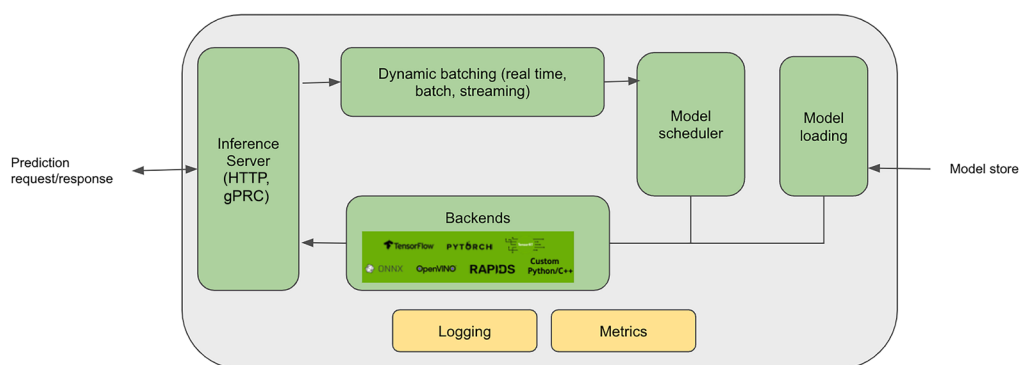 Prediction
request/response
Inference
Server
(HTTP,
gPRC)
Dynamic batching (real time,
batch, streaming)
Model
scheduler
Model
loading
Model store
Backends
TensorFlow
PYTORCH
ONNX
OpenVINO
RAPIDS
Custom
Python/C++
Logging
Metrics